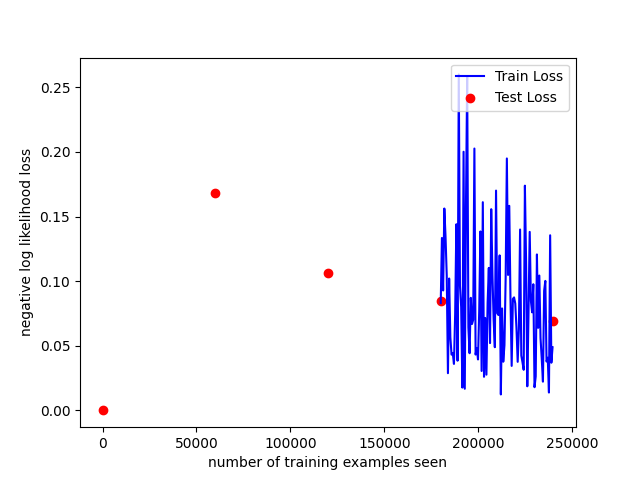 Train Loss
Test Loss
negative log likelihood loss
0.25
0.20
0.15
0.10
0.05
0.00
0 50000 100000 150000 200000 250000
number of training examples seen